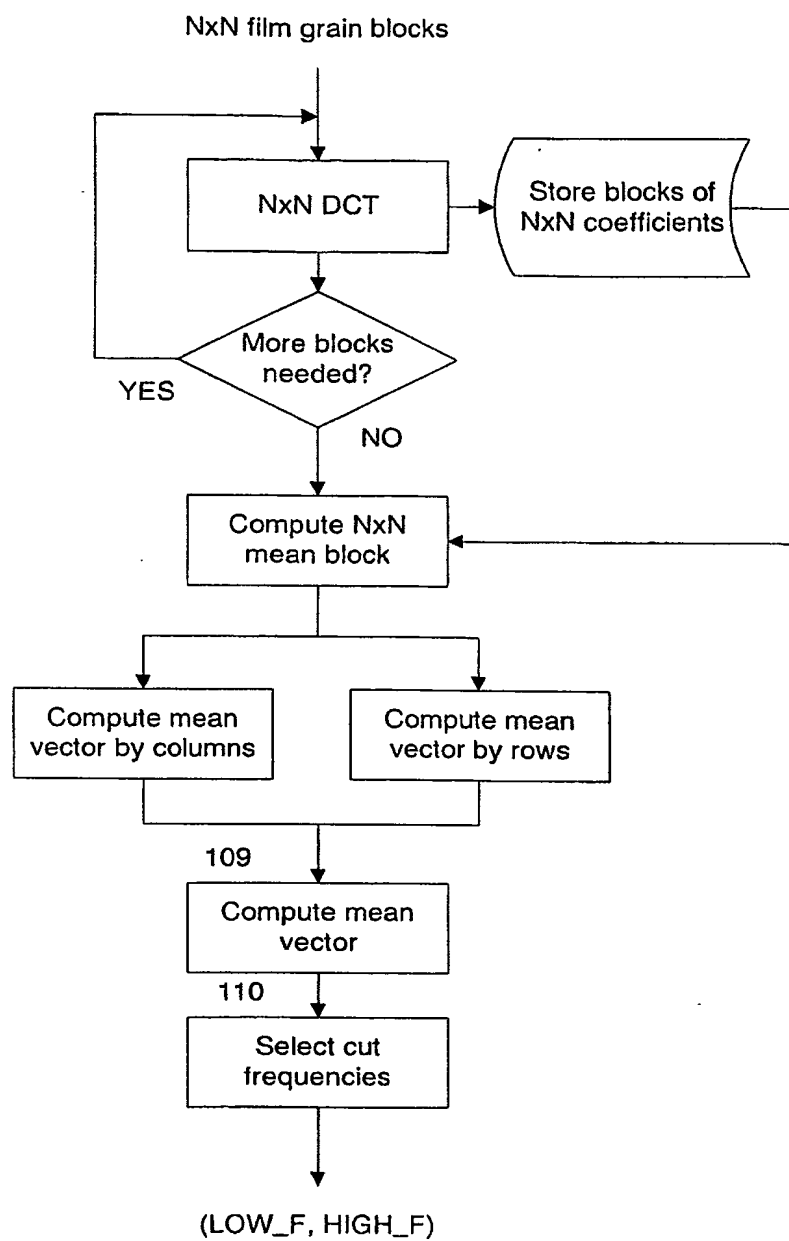 NxN film grain blocks
NxN DCT
Store blocks of
NxN coefficients
More blocks
needed?
YES
NO
Compute NxN
mean block
Compute mean
vector by columns
Compute mean
vector by rows
109
Compute mean
vector
110
Select cut
frequencies
(LOW_F, HIGH_F)